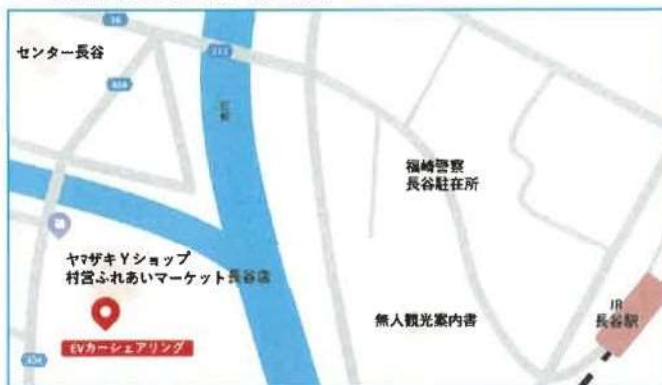 センター長谷
福崎警察
長谷駐在所
ヤマザキYショップ
村営ふれあいマーケット長谷店
EVカーシェアリング
無人観光案内書
JR
長谷駅
404